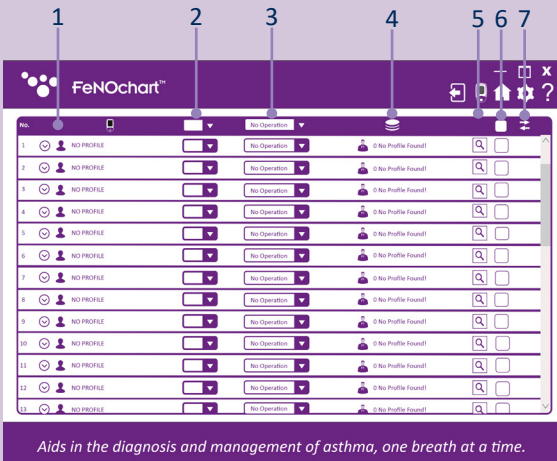 1 2 3 4 5 6 7
FeNOchart™ X ?
No. No Operation
1 NO PROFILE No Operation 0 No Profile Found!
2 NO PROFILE No Operation 0 No Profile Found!
3 NO PROFILE No Operation 0 No Profile Found!
4 NO PROFILE No Operation 0 No Profile Found!
5 NO PROFILE No Operation 0 No Profile Found!
6 NO PROFILE No Operation 0 No Profile Found!
7 NO PROFILE No Operation 0 No Profile Found!
8 NO PROFILE No Operation 0 No Profile Found!
9 NO PROFILE No Operation 0 No Profile Found!
10 NO PROFILE No Operation 0 No Profile Found!
11 NO PROFILE No Operation 0 No Profile Found!
12 NO PROFILE No Operation 0 No Profile Found!
13 NO PROFILE No Operation 0 No Profile Found!
Aids in the diagnosis and management of asthma, one breath at a time.